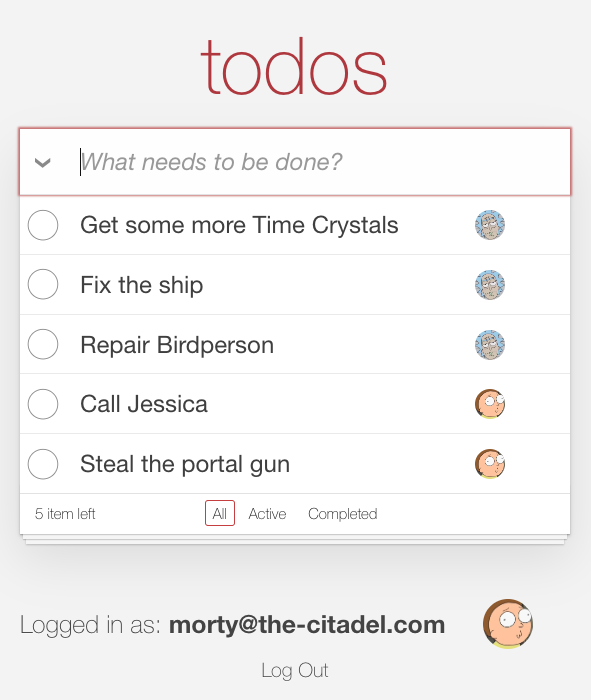 todos
What needs to be done?
Get some more Time Crystals
Fix the ship
Repair Birdperson
Call Jessica
Steal the portal gun
5 item left All Active Completed
Logged in as: morty@the-citadel.com
Log Out